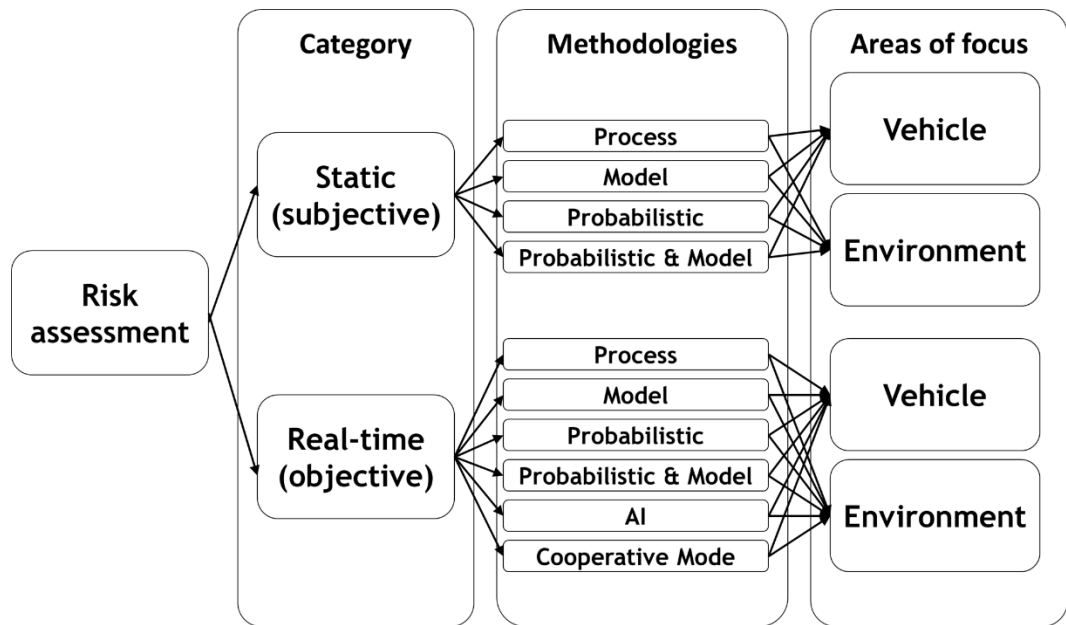 Category
Methodologies
Areas of focus
Risk
assessment
Static
(subjective)
Process
Model
Probabilistic
Probabilistic & Model
Vehicle
Environment
Real-time
(objective)
Process
Model
Probabilistic
Probabilistic & Model
AI
Cooperative Mode
Vehicle
Environment